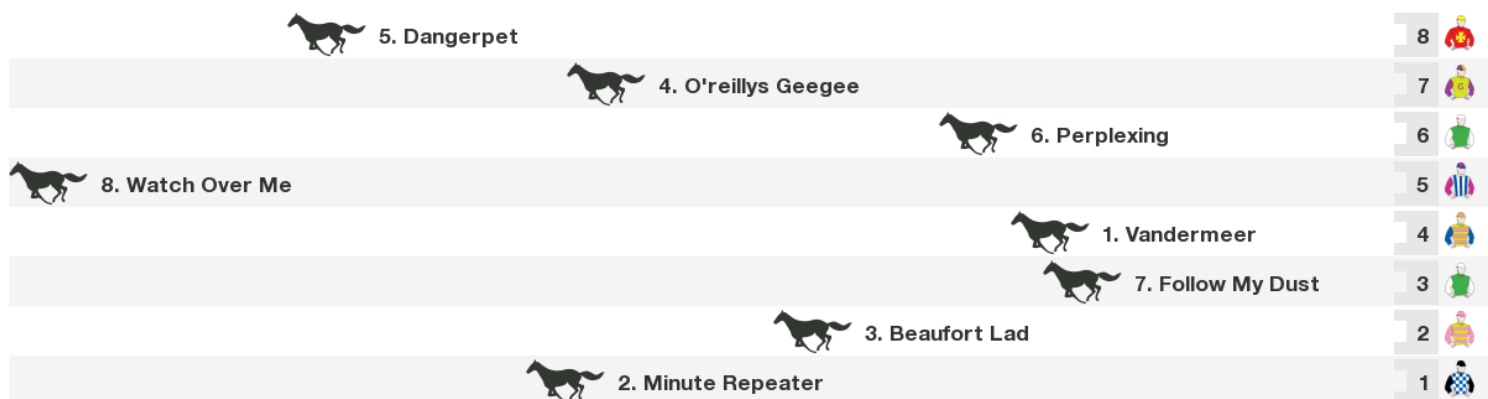 5. Dangerpet 8
4. O'reillys Geegee 7 G
6. Perplexing 6
8. Watch Over Me 5
1. Vandermeer 4
7. Follow My Dust 3
3. Beaufort Lad 2
2. Minute Repeater 1